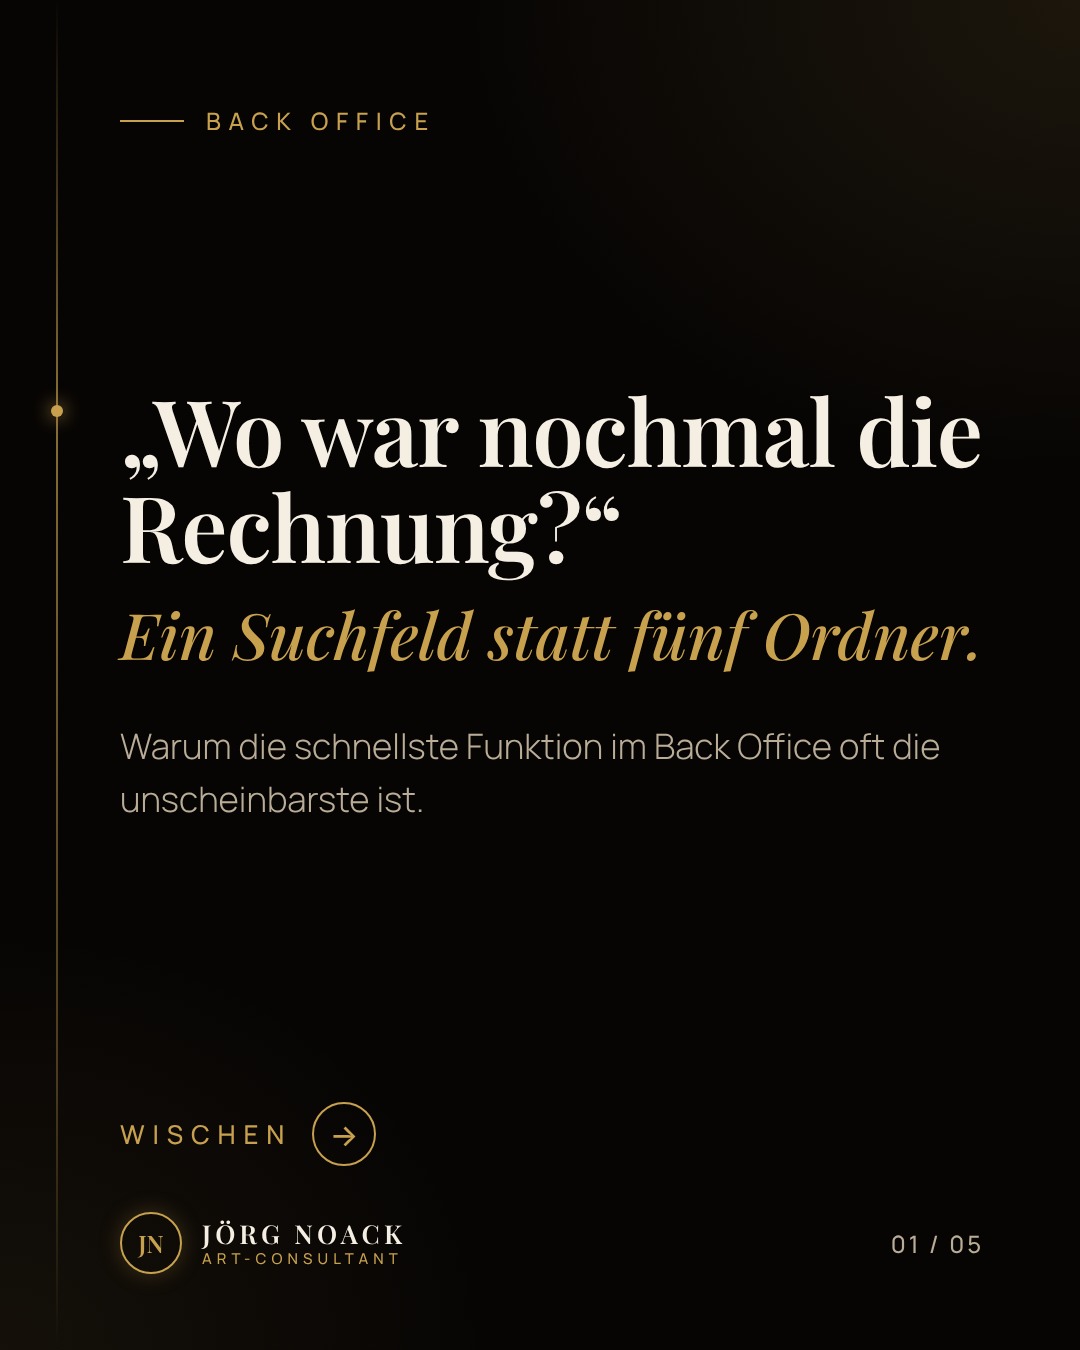 BACK OFFICE
„Wo war nochmal die
Rechnung?“
Ein Suchfeld statt fünf Ordner.
Warum die schnellste Funktion im Back Office oft die
unscheinbarste ist.
WISCHEN →
JN
JÖRG NOACK
ART-CONSULTANT
01 / 05